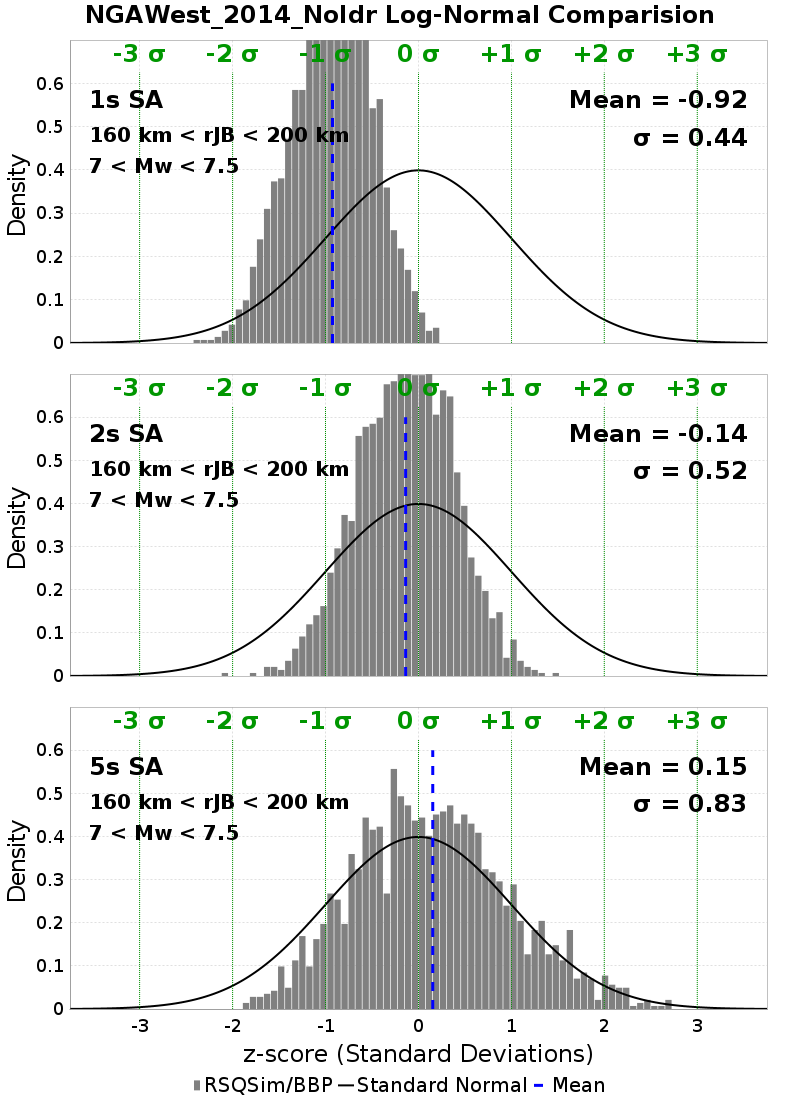 NGAWest_2014_NoIdr Log-Normal Comparision
-3 σ -2 σ -1 σ 0 σ +1 σ +2 σ +3 σ
1s SA Mean = -0.92
160 km < rJB < 200 km σ = 0.44
7 < Mw < 7.5
0.6
0.5
0.4
0.3
0.2
0.1
0
Density
-3 σ -2 σ -1 σ 0 σ +1 σ +2 σ +3 σ
2s SA Mean = -0.14
160 km < rJB < 200 km σ = 0.52
7 < Mw < 7.5
0.6
0.5
0.4
0.3
0.2
0.1
0
Density
-3 σ -2 σ -1 σ 0 σ +1 σ +2 σ +3 σ
5s SA Mean = 0.15
160 km < rJB < 200 km σ = 0.83
7 < Mw < 7.5
0.6
0.5
0.4
0.3
0.2
0.1
0
Density
-3 -2 -1 0 1 2 3
z-score (Standard Deviations)
RSQSim/BBP Standard Normal Mean